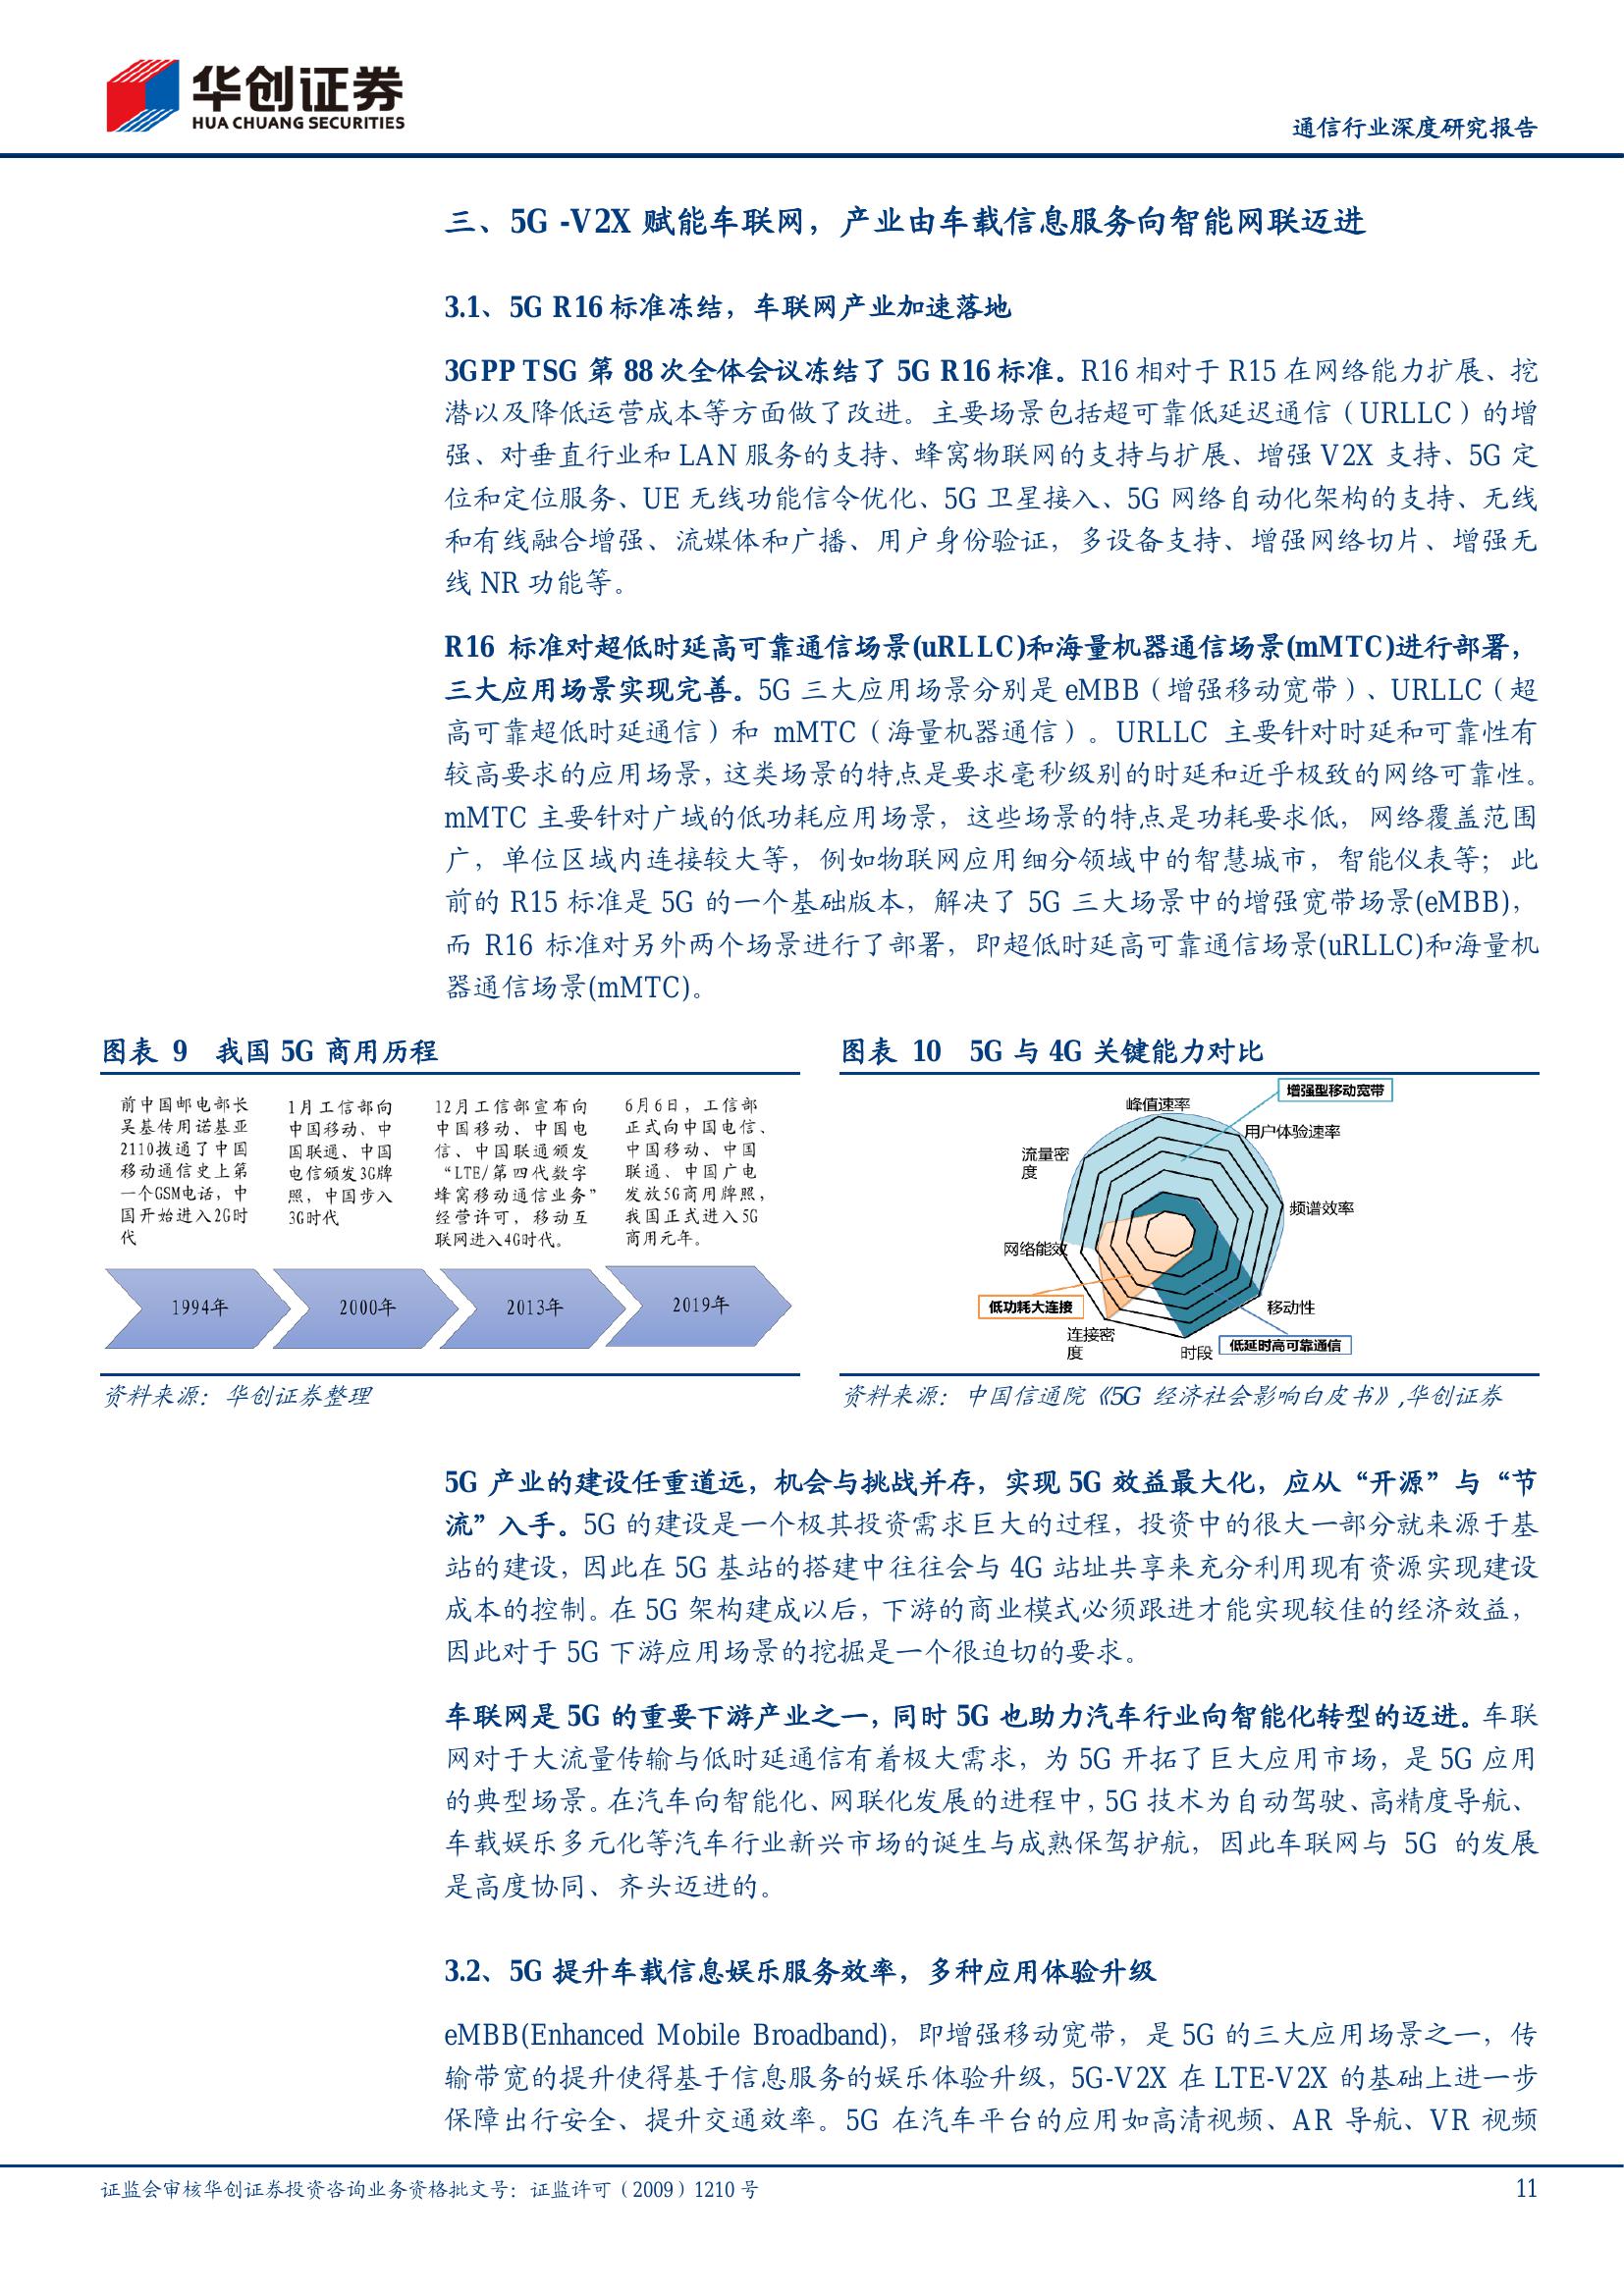 华创证券
HUA CHUANG SECURITIES
通信行业深度研究报告
三、5G -V2X 赋能车联网，产业由车载信息服务向智能网联迈进
3.1、5G R16 标准冻结，车联网产业加速落地
3GPP TSG 第 88 次全体会议冻结了 5G R16 标准。R16 相对于 R15 在网络能力扩展、挖
潜以及降低运营成本等方面做了改进。主要场景包括超可靠低延迟通信（URLLC）的增
强、对垂直行业和 LAN 服务的支持、蜂窝物联网的支持与扩展、增强 V2X 支持、5G 定
位和定位服务、UE 无线功能信令优化、5G 卫星接入、5G 网络自动化架构的支持、无线
和有线融合增强、流媒体和广播、用户身份验证，多设备支持、增强网络切片、增强无
线 NR 功能等。
R16 标准对超低时延高可靠通信场景(uRLLC)和海量机器通信场景(mMTC)进行部署，
三大应用场景实现完善。5G 三大应用场景分别是 eMBB（增强移动宽带）、URLLC（超
高可靠超低时延通信）和 mMTC（海量机器通信）。URLLC 主要针对时延和可靠性有
较高要求的应用场景，这类场景的特点是要求毫秒级别的时延和近乎极致的网络可靠性。
mMTC 主要针对广域的低功耗应用场景，这些场景的特点是功耗要求低，网络覆盖范围
广，单位区域内连接较大等，例如物联网应用细分领域中的智慧城市，智能仪表等；此
前的 R15 标准是 5G 的一个基础版本，解决了 5G 三大场景中的增强宽带场景(eMBB)，
而 R16 标准对另外两个场景进行了部署，即超低时延高可靠通信场景(uRLLC)和海量机
器通信场景(mMTC)。
图表 9 我国 5G 商用历程
前中国邮电部长
吴基传用诺基亚
2110拨通了中国
移动通信史上第
一个GSM电话，中
国开始进入2G时
代
1月工信部向
中国移动、中
国联通、中国
电信颁发3G牌
照，中国步入
3G时代
12月工信部宣布向
中国移动、中国电
信、中国联通颁发
“LTE/第四代数字
蜂窝移动通信业务”
经营许可，移动互
联网进入4G时代。
6月6日，工信部
正式向中国电信、
中国移动、中国
联通、中国广电
发放5G商用牌照，
我国正式进入5G
商用元年。
1994年
2000年
2013年
2019年
资料来源：华创证券整理
图表 10 5G 与 4G 关键能力对比
增强型移动宽带
峰值速率
用户体验速率
流量密
度
频谱效率
网络能效
低功耗大连接
移动性
连接密
度
时段
低延时高可靠通信
资料来源：中国信通院《5G 经济社会影响白皮书》,华创证券
5G 产业的建设任重道远，机会与挑战并存，实现 5G 效益最大化，应从“开源”与“节
流”入手。5G 的建设是一个极其投资需求巨大的过程，投资中的很大一部分就来源于基
站的建设，因此在 5G 基站的搭建中往往会与 4G 站址共享来充分利用现有资源实现建设
成本的控制。在 5G 架构建成以后，下游的商业模式必须跟进才能实现较佳的经济效益，
因此对于 5G 下游应用场景的挖掘是一个很迫切的要求。
车联网是 5G 的重要下游产业之一，同时 5G 也助力汽车行业向智能化转型的迈进。车联
网对于大流量传输与低时延通信有着极大需求，为 5G 开拓了巨大应用市场，是 5G 应用
的典型场景。在汽车向智能化、网联化发展的进程中，5G 技术为自动驾驶、高精度导航、
车载娱乐多元化等汽车行业新兴市场的诞生与成熟保驾护航，因此车联网与 5G 的发展
是高度协同、齐头迈进的。
3.2、5G 提升车载信息娱乐服务效率，多种应用体验升级
eMBB(Enhanced Mobile Broadband)，即增强移动宽带，是 5G 的三大应用场景之一，传
输带宽的提升使得基于信息服务的娱乐体验升级，5G-V2X 在 LTE-V2X 的基础上进一步
保障出行安全、提升交通效率。5G 在汽车平台的应用如高清视频、AR 导航、VR 视频
证监会审核华创证券投资咨询业务资格批文号：证监许可（2009）1210 号
11